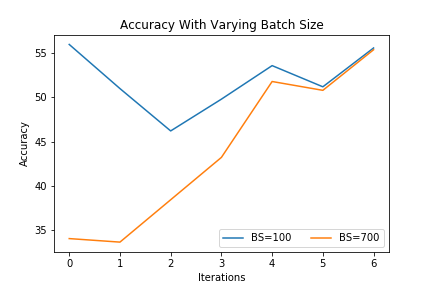 Accuracy With Varying Batch Size
Accuracy
55
50
45
40
35
0 1 2 3 4 5 6
Iterations
BS=100 BS=700